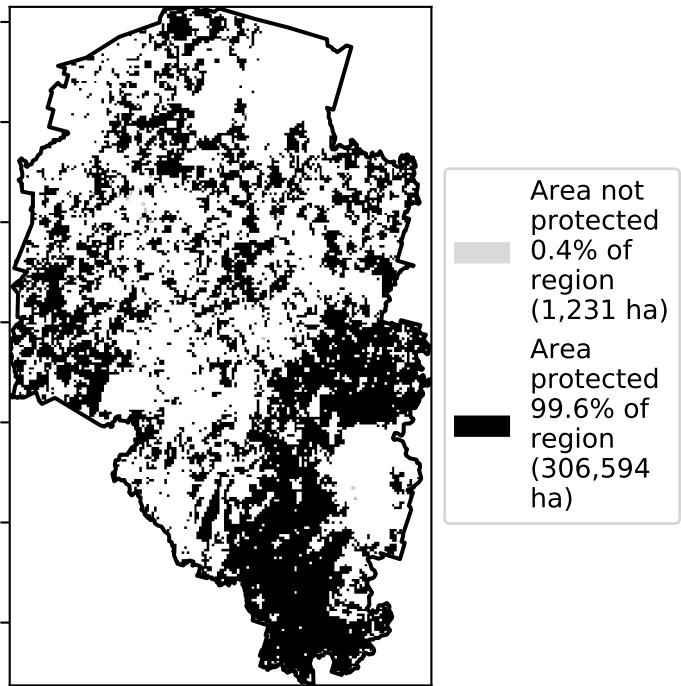 Area not
protected
0.4% of
region
(1,231 ha)
Area
protected
99.6% of
region
(306,594
ha)